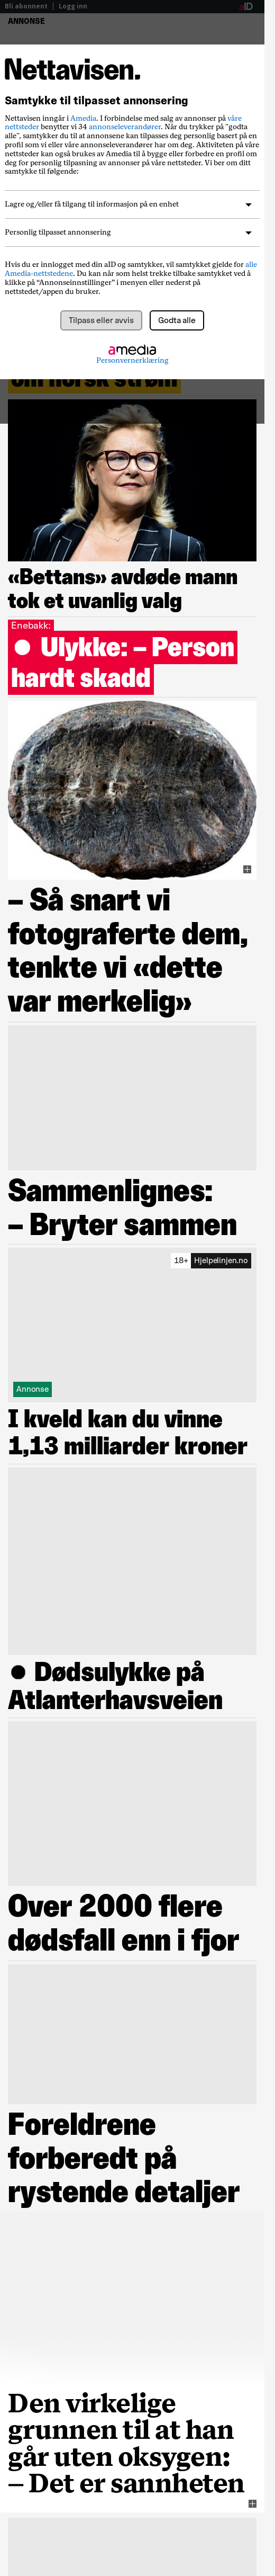 Bli abonnent | Logg inn
aID
ANNONSE
Nettavisen.
Samtykke til tilpasset annonsering
Nettavisen inngår i Amedia. I forbindelse med salg av annonser på våre
nettsteder benytter vi 34 annonseleverandører. Når du trykker på "godta
alle", samtykker du til at annonsene kan tilpasses deg personlig basert på en
profil som vi eller våre annonseleverandører har om deg. Aktiviteten på våre
nettsteder kan også brukes av Amedia til å bygge eller forbedre en profil om
deg for personlig tilpasning av annonser på våre nettsteder. Vi ber om ditt
samtykke til følgende:
Lagre og/eller få tilgang til informasjon på en enhet
Personlig tilpasset annonsering
Hvis du er innlogget med din aID og samtykker, vil samtykket gjelde for alle
Amedia-nettstedene. Du kan når som helst trekke tilbake samtykket ved å
klikke på “Annonseinnstillinger” i menyen eller nederst på
nettstedet/appen du bruker.
Tilpass eller avvis
Godta alle
amedia
Personvernerklæring
om norsk strøm
«Bettans» avdøde mann
tok et uvanlig valg
Enebakk:
● Ulykke: – Person
hardt skadd
– Så snart vi
fotograferte dem,
tenkte vi «dette
var merkelig»
Sammenlignes:
– Bryter sammen
18+ Hjelpelinjen.no
Annonse
I kveld kan du vinne
1,13 milliarder kroner
● Dødsulykke på
Atlanterhavsveien
Over 2000 flere
dødsfall enn i fjor
Foreldrene
forberedt på
rystende detaljer
Den virkelige
grunnen til at han
går uten oksygen:
– Det er sannheten